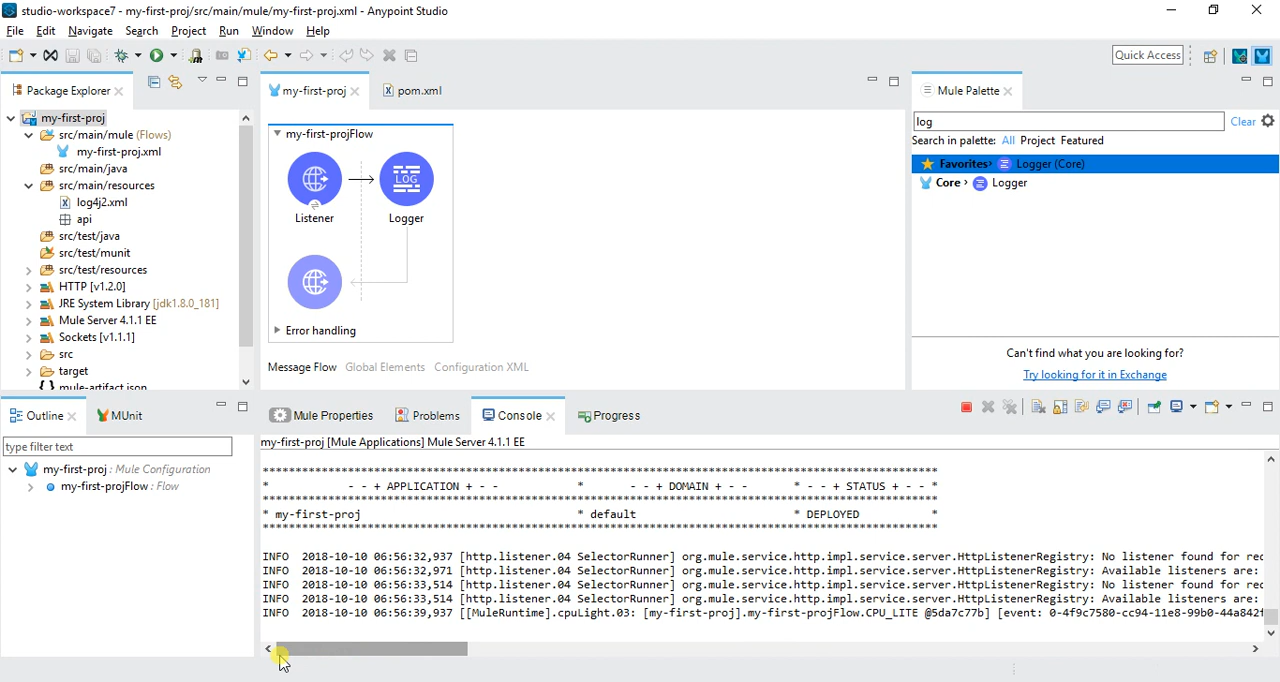 studio-workspace7 - my-first-proj/src/main/mule/my-first-proj.xml - Anypoint Studio
File Edit Navigate Search Project Run Window Help
Quick Access
Package Explorer
my-first-proj
src/main/mule (Flows)
my-first-proj.xml
src/main/java
src/main/resources
log4j2.xml
api
src/test/java
src/test/munit
src/test/resources
HTTP [v1.2.0]
JRE System Library [jdk1.8.0_181]
Mule Server 4.1.1 EE
Sockets [v1.1.1]
src
target
mule-artifact.json
my-first-proj
pom.xml
my-first-projFlow
LOG
Listener
Logger
Error handling
Message Flow Global Elements Configuration XML
Mule Palette
log
Clear
Search in palette: All Project Featured
Favorites> Logger (Core)
Core > Logger
Can't find what you are looking for?
Try looking for it in Exchange
Outline
MUnit
type filter text
my-first-proj : Mule Configuration
my-first-projFlow : Flow
Mule Properties
Problems
Console
Progress
my-first-proj [Mule Applications] Mule Server 4.1.1 EE
**********************************************************************
* - - + APPLICATION + - - * - - + DOMAIN + - - * - - + STATUS + - - *
**********************************************************************
* my-first-proj * default * DEPLOYED *
**********************************************************************
INFO 2018-10-10 06:56:32,937 [http.listener.04 SelectorRunner] org.mule.service.http.impl.service.server.HttpListenerRegistry: No listener found for rec
INFO 2018-10-10 06:56:32,971 [http.listener.04 SelectorRunner] org.mule.service.http.impl.service.server.HttpListenerRegistry: Available listeners are:
INFO 2018-10-10 06:56:33,514 [http.listener.04 SelectorRunner] org.mule.service.http.impl.service.server.HttpListenerRegistry: No listener found for rec
INFO 2018-10-10 06:56:33,514 [http.listener.04 SelectorRunner] org.mule.service.http.impl.service.server.HttpListenerRegistry: Available listeners are:
INFO 2018-10-10 06:56:39,937 [[MuleRuntime].cpuLight.03: [my-first-proj].my-first-projFlow.CPU_LITE @5da7c77b] [event: 0-4f9c7580-cc94-11e8-99b0-44a842f